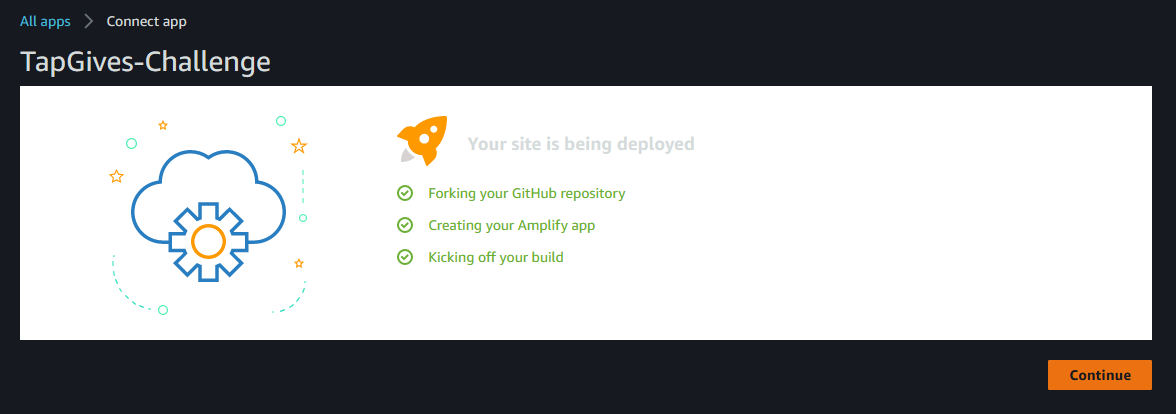 All apps > Connect app
TapGives-Challenge
Your site is being deployed
Forking your GitHub repository
Creating your Amplify app
Kicking off your build
Continue